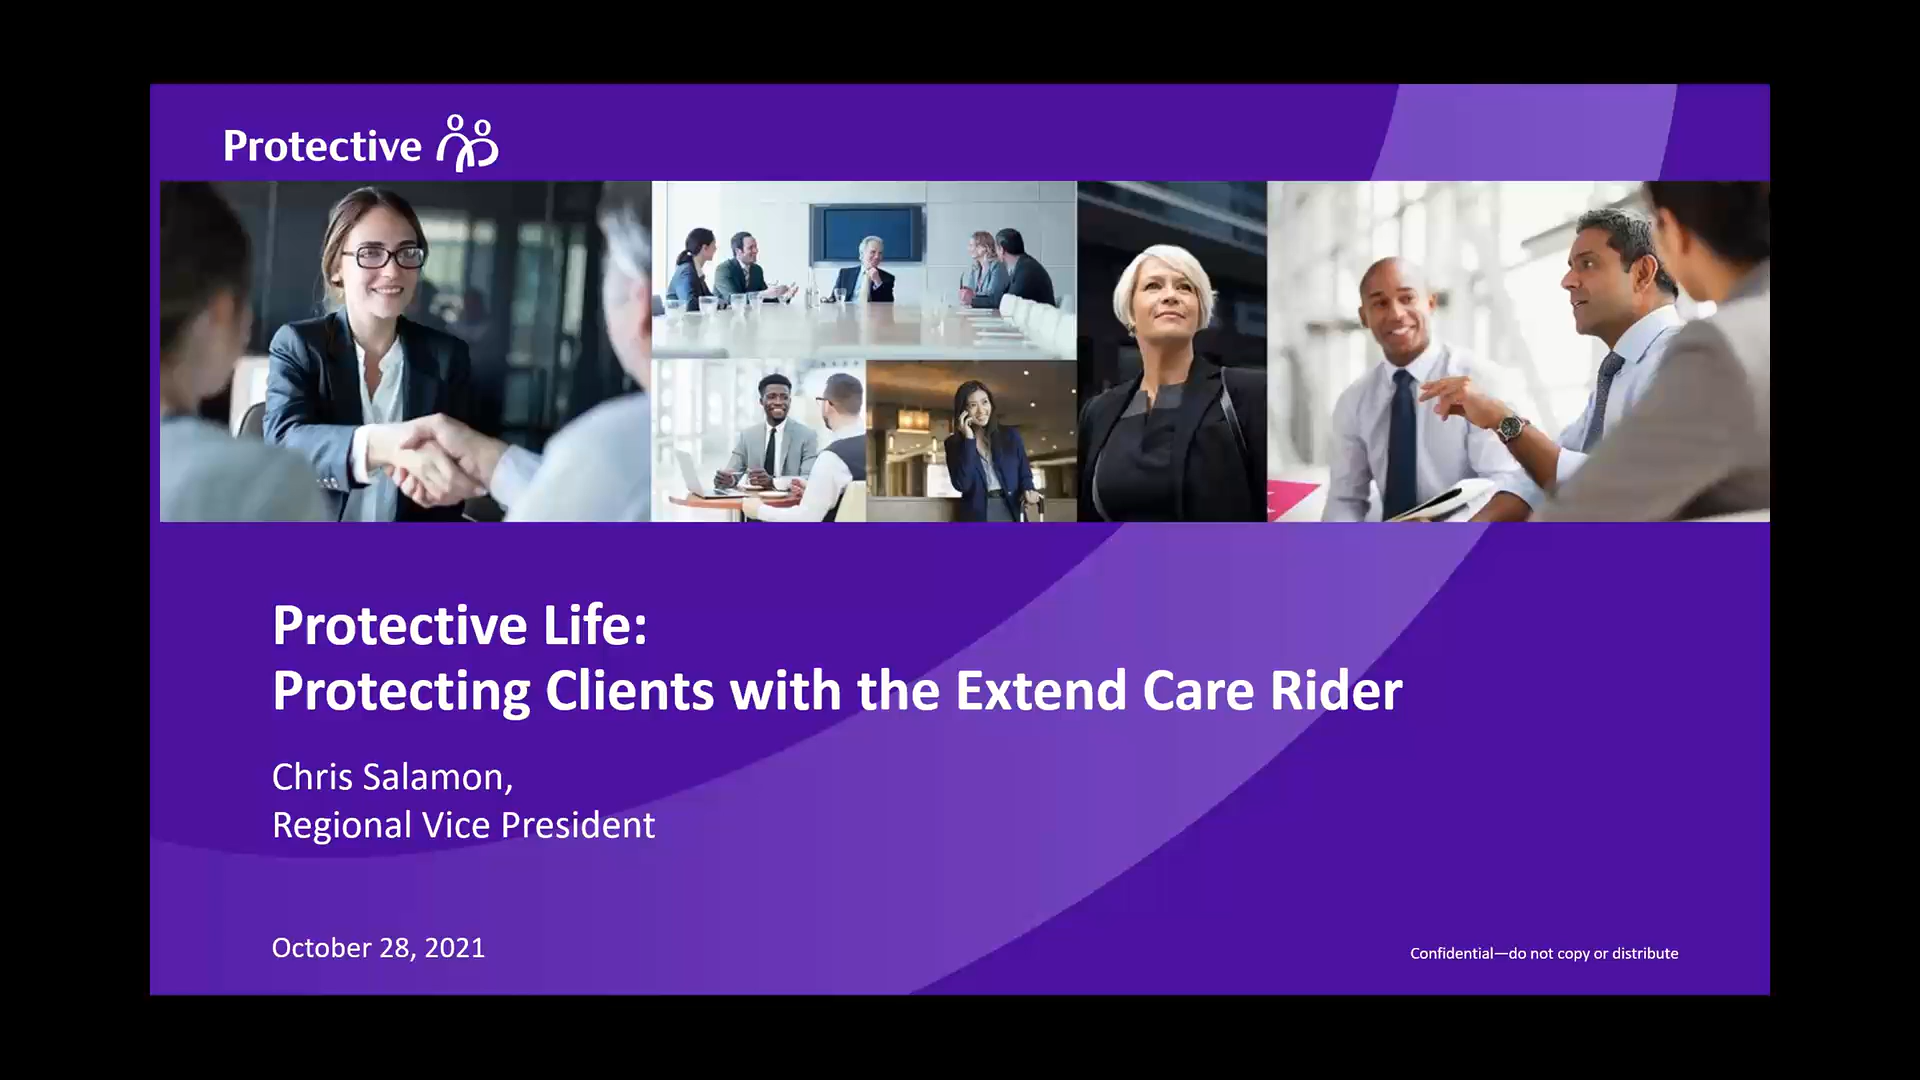 Protective
Protective Life:
Protecting Clients with the Extend Care Rider
Chris Salamon,
Regional Vice President
October 28, 2021
Confidential—do not copy or distribute